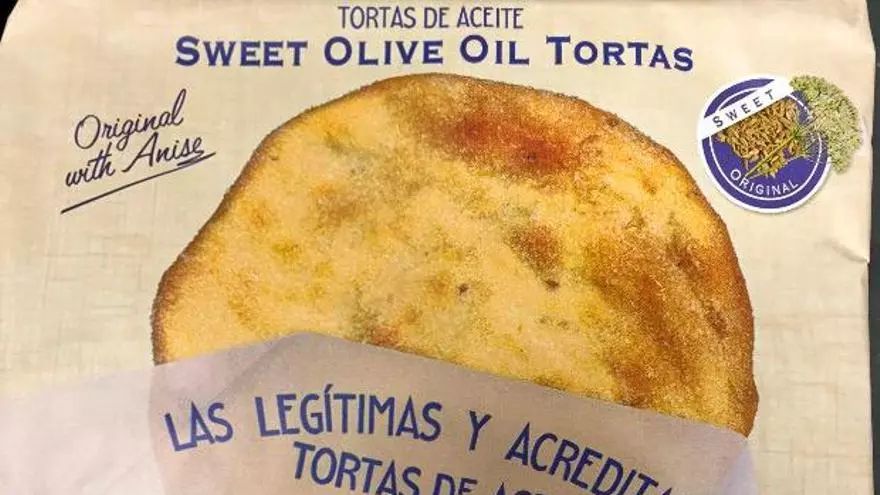 TORTAS DE ACEITE
SWEET OLIVE OIL TORTAS
Original
with Anise
SWEET
ORIGINAL
LAS LEGÍTIMAS Y
TORTAS DE